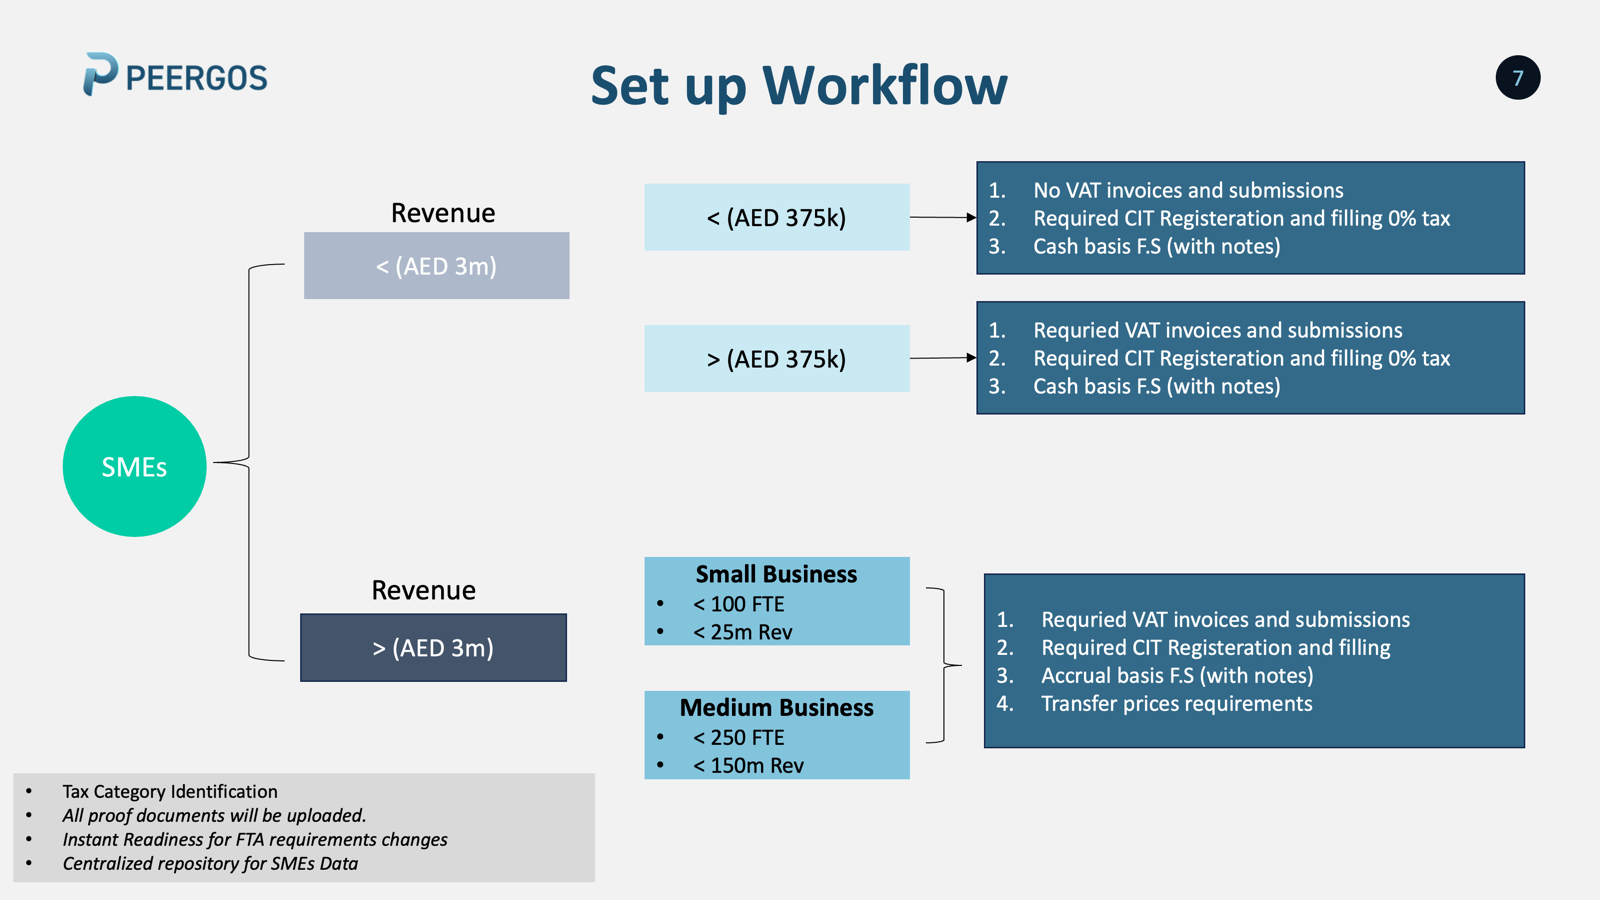 PEERGOS
Set up Workflow
7
SMEs
Revenue
< (AED 3m)
< (AED 375k)
1. No VAT invoices and submissions
2. Required CIT Registeration and filling 0% tax
3. Cash basis F.S (with notes)
> (AED 375k)
1. Requried VAT invoices and submissions
2. Required CIT Registeration and filling 0% tax
3. Cash basis F.S (with notes)
Revenue
> (AED 3m)
Small Business
• < 100 FTE
• < 25m Rev
Medium Business
• < 250 FTE
• < 150m Rev
1. Requried VAT invoices and submissions
2. Required CIT Registeration and filling
3. Accrual basis F.S (with notes)
4. Transfer prices requirements
• Tax Category Identification
• All proof documents will be uploaded.
• Instant Readiness for FTA requirements changes
• Centralized repository for SMEs Data